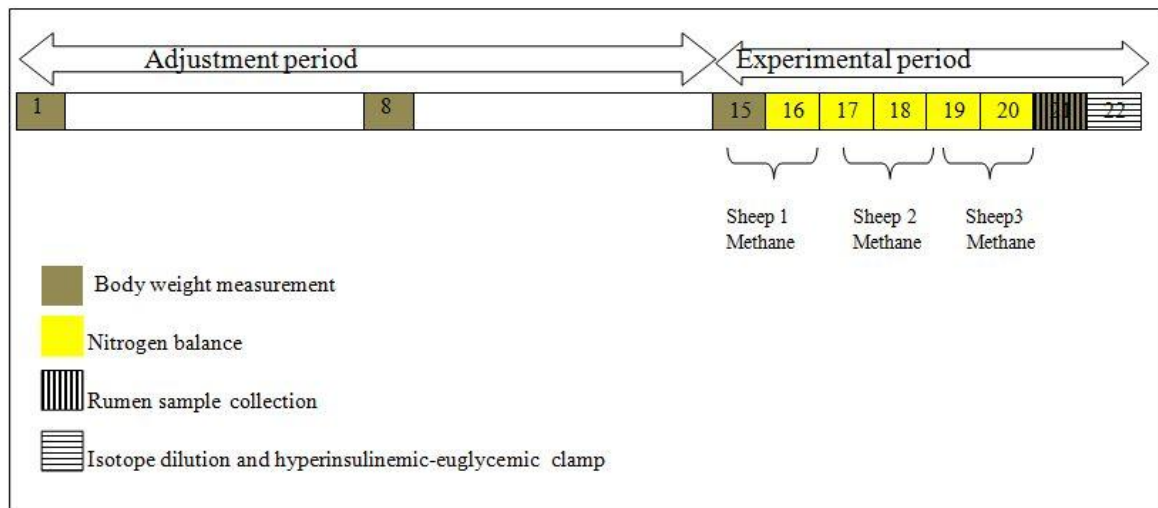 Adjustment period
Experimental period
1 8 15 16 17 18 19 20 21 22
Sheep 1 Sheep 2 Sheep3
Methane Methane Methane
Body weight measurement
Nitrogen balance
Rumen sample collection
Isotope dilution and hyperinsulinemic-euglycemic clamp